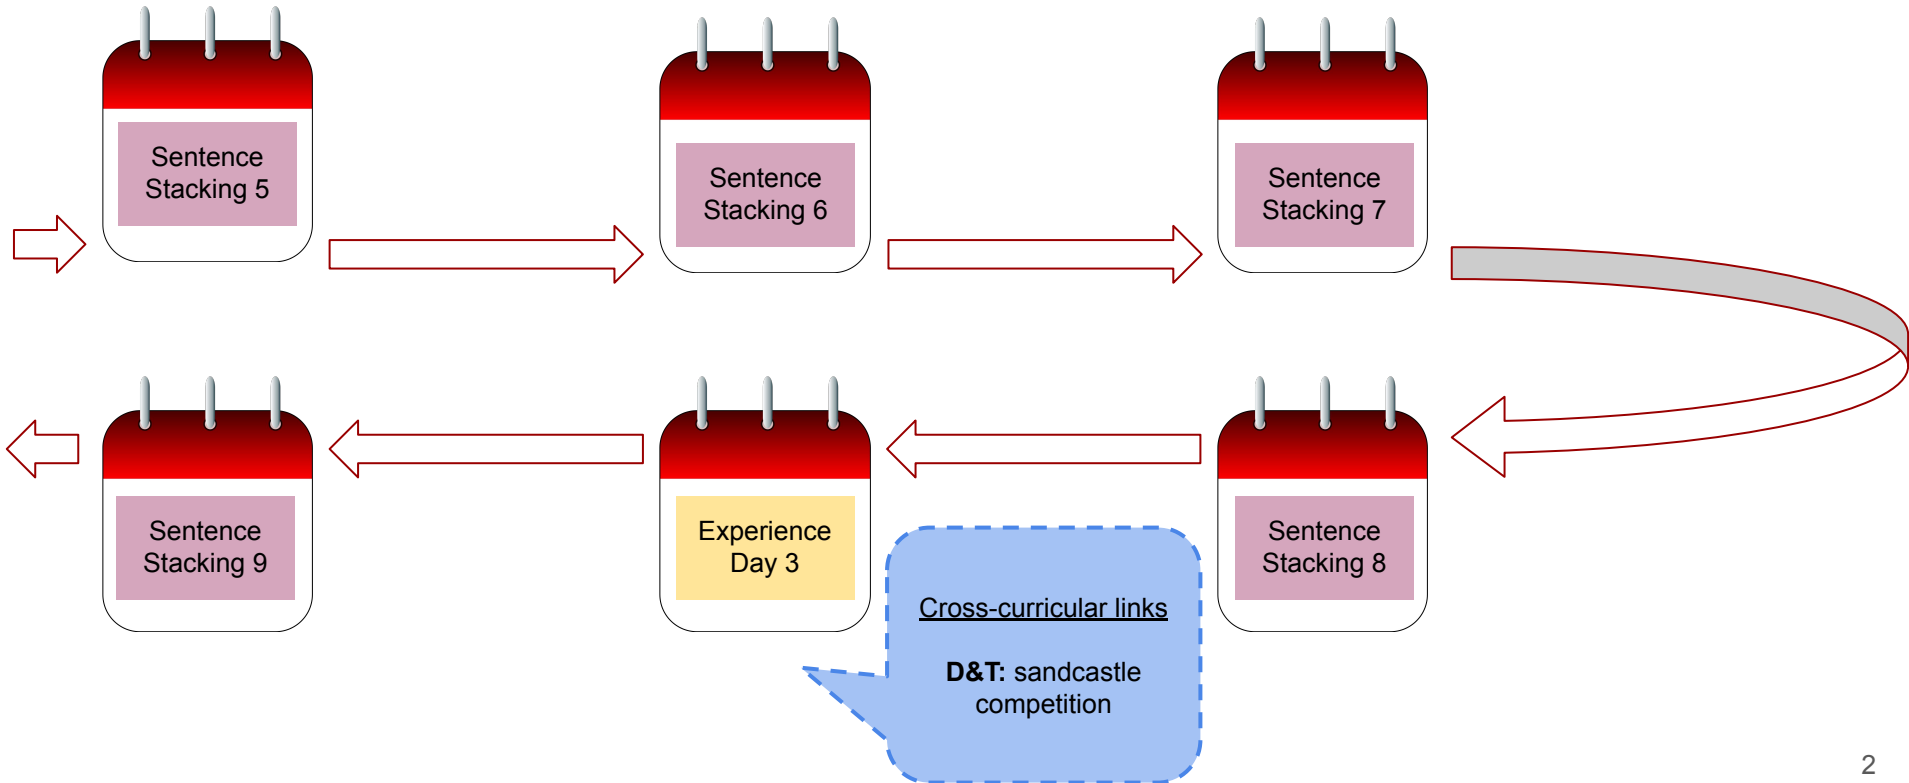 Sentence
Stacking 5
Sentence
Stacking 6
Sentence
Stacking 7
Sentence
Stacking 9
Experience
Day 3
Sentence
Stacking 8
Cross-curricular links
D&T: sandcastle
competition
2